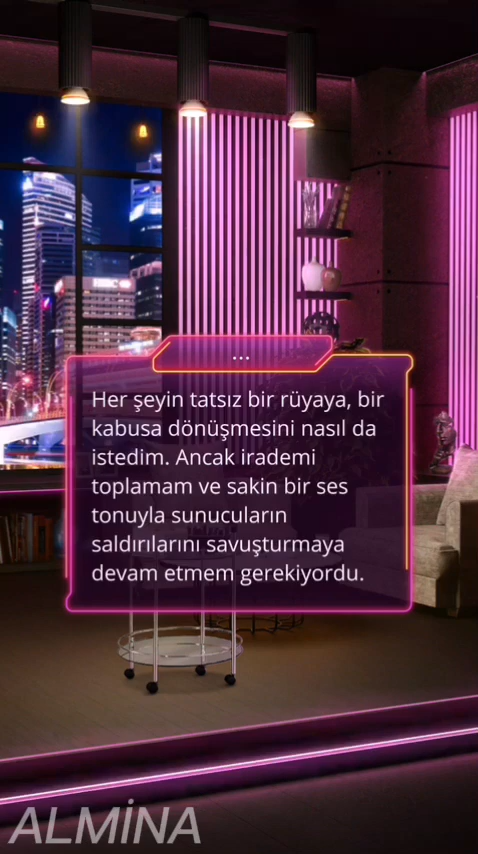 ...
Her şeyin tatsız bir rüyaya, bir
kabusa dönüşmesini nasıl da
istedim. Ancak irademi
toplamam ve sakin bir ses
tonuyla sunucuların
saldırılarını savuşturmaya
devam etmem gerekiyordu.
ALMİNA